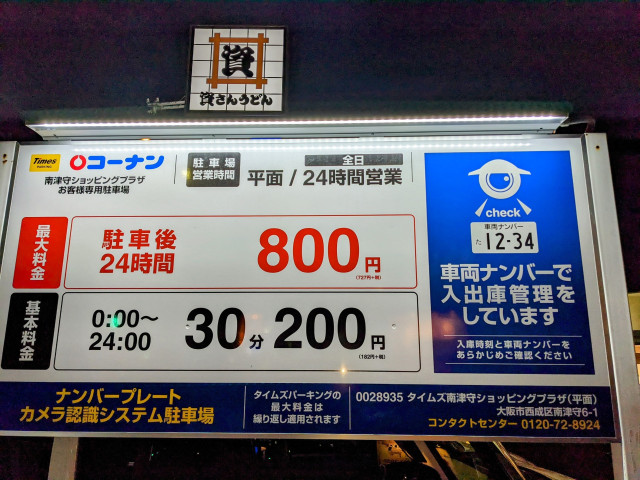 資
資さんうどん
Times
コーナン
南津守ショッピングプラザ
お客様専用駐車場
駐車場
営業時間
全日
平面 / 24時間営業
最大料金
駐車後
24時間
800円
(727円+税)
基本料金
0:00~
24:00
30分 200円
(182円+税)
check
車両ナンバー
た 12-34
車両ナンバーで
入出庫管理を
しています
入庫時刻と車両ナンバーを
あらかじめご確認ください
ナンバープレート
カメラ認識システム駐車場
タイムズパーキングの
最大料金は
繰り返し適用されます
0028935 タイムズ南津守ショッピングプラザ(平面)
大阪市西成区南津守6-1
コンタクトセンター 0120-72-8924